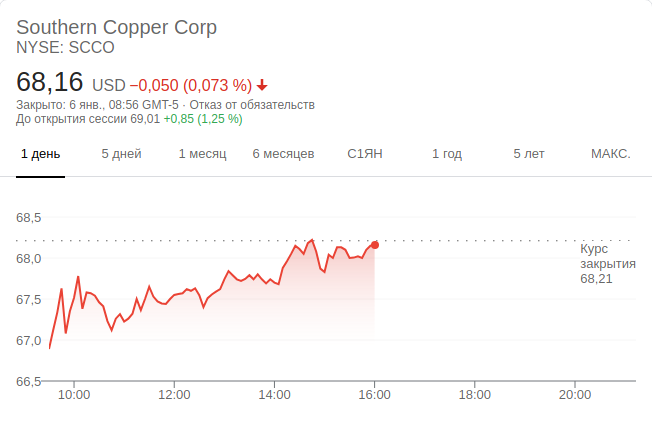 Southern Copper Corp
NYSE: SCCO
68,16 USD −0,050 (0,073 %)
Закрыто: 6 янв., 08:56 GMT-5 · Отказ от обязательств
До открытия сессии 69,01 +0,85 (1,25 %)
1 день 5 дней 1 месяц 6 месяцев С1ЯН 1 год 5 лет МАКС.
68,5
68,0
67,5
67,0
66,5
Курс
закрытия
68,21
10:00 12:00 14:00 16:00 18:00 20:00